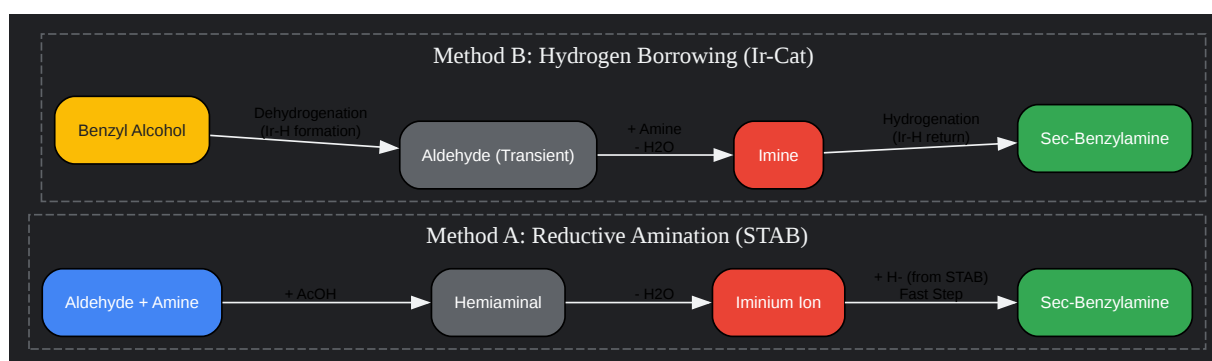 Method B: Hydrogen Borrowing (Ir-Cat)
Benzyl Alcohol
Dehydrogenation
(Ir-H formation)
Aldehyde (Transient)
+ Amine
- H2O
Imine
Hydrogenation
(Ir-H return)
Sec-Benzylamine
Method A: Reductive Amination (STAB)
Aldehyde + Amine
+ AcOH
Hemiaminal
- H2O
Iminium Ion
+ H- (from STAB)
Fast Step
Sec-Benzylamine